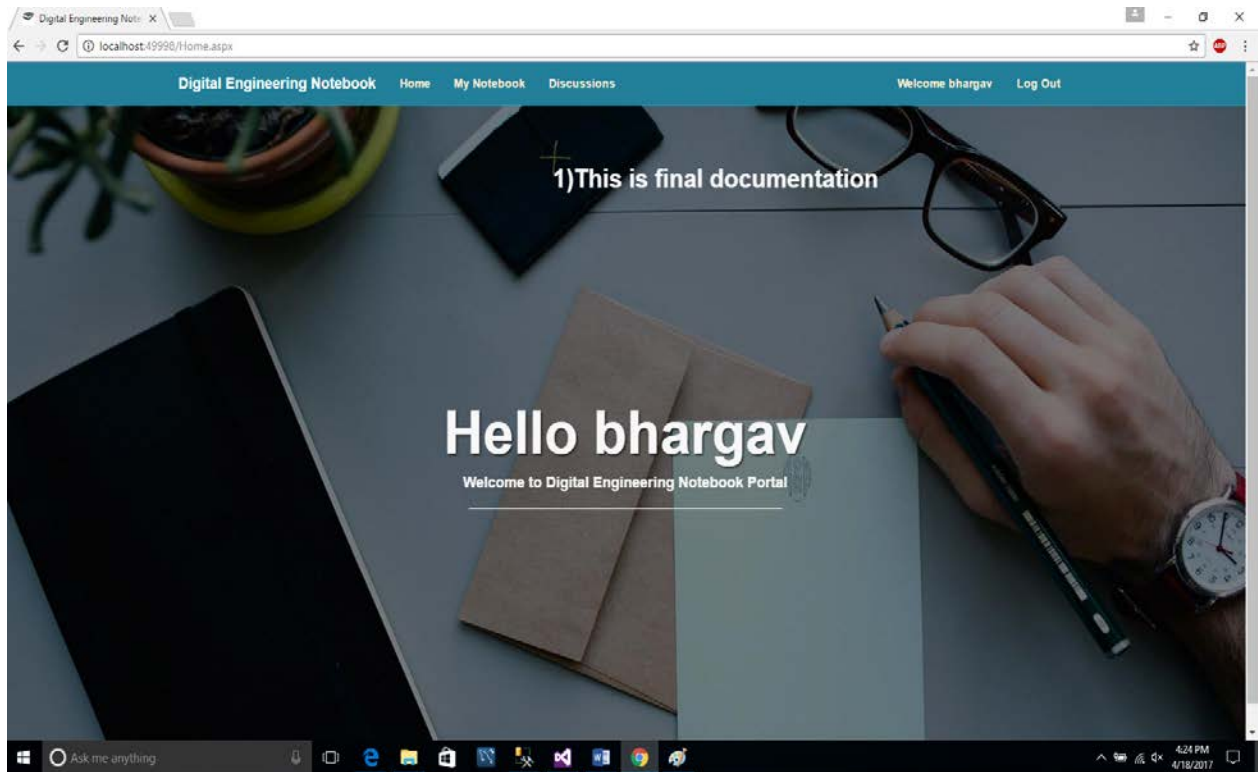 Digital Engineering Note
localhost:49998/Home.aspx
ABP
Digital Engineering Notebook Home My Notebook Discussions Welcome bhargav Log Out
1)This is final documentation
Hello bhargav
Welcome to Digital Engineering Notebook Portal
Ask me anything
4:24 PM
4/18/2017